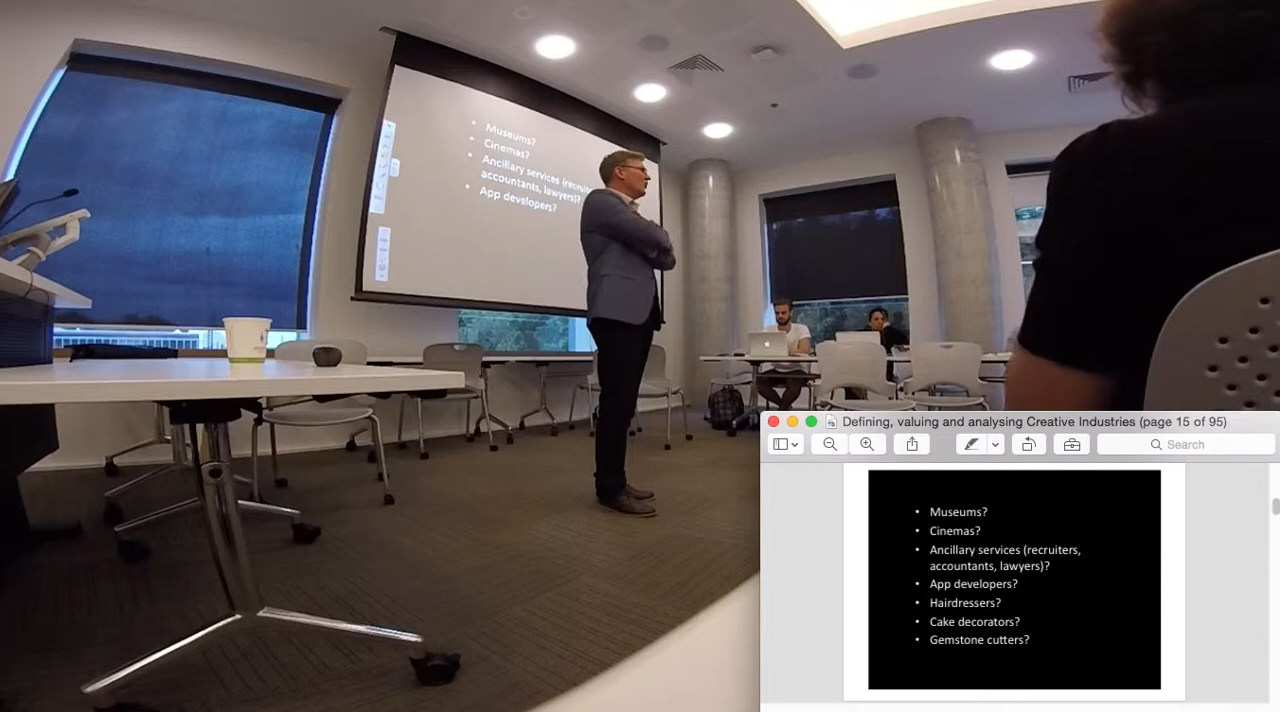 • Museums?
• Cinemas?
• Ancillary services (recrui
accountants, lawyers)?
• App developers?
Defining, valuing and analysing Creative Industries (page 15 of 95)
Search
• Museums?
• Cinemas?
• Ancillary services (recruiters,
accountants, lawyers)?
• App developers?
• Hairdressers?
• Cake decorators?
• Gemstone cutters?